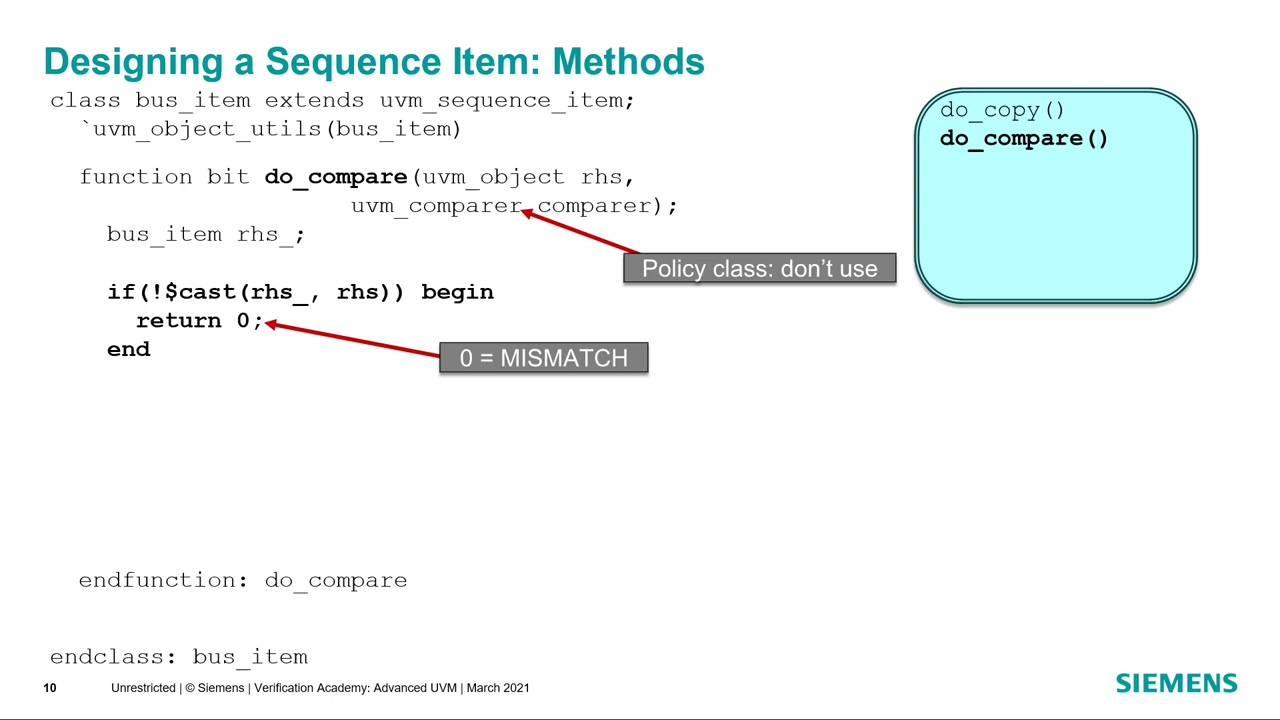 Designing a Sequence Item: Methods
class bus_item extends uvm_sequence_item;
`uvm_object_utils(bus_item)
function bit do_compare(uvm_object rhs,
uvm_comparer comparer);
bus_item rhs_;
Policy class: don’t use
if(!$cast(rhs_, rhs)) begin
return 0;
end
0 = MISMATCH
endfunction: do_compare
endclass: bus_item
do_copy()
do_compare()
10 Unrestricted | © Siemens | Verification Academy: Advanced UVM | March 2021
SIEMENS